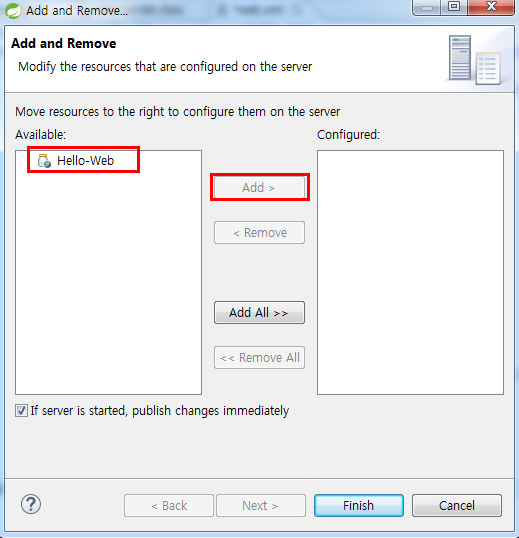 Add and Remove...
Add and Remove
Modify the resources that are configured on the server
Move resources to the right to configure them on the server
Available:
Configured:
Hello-Web
Add >
< Remove
Add All >>
<< Remove All
If server is started, publish changes immediately
?
< Back
Next >
Finish
Cancel